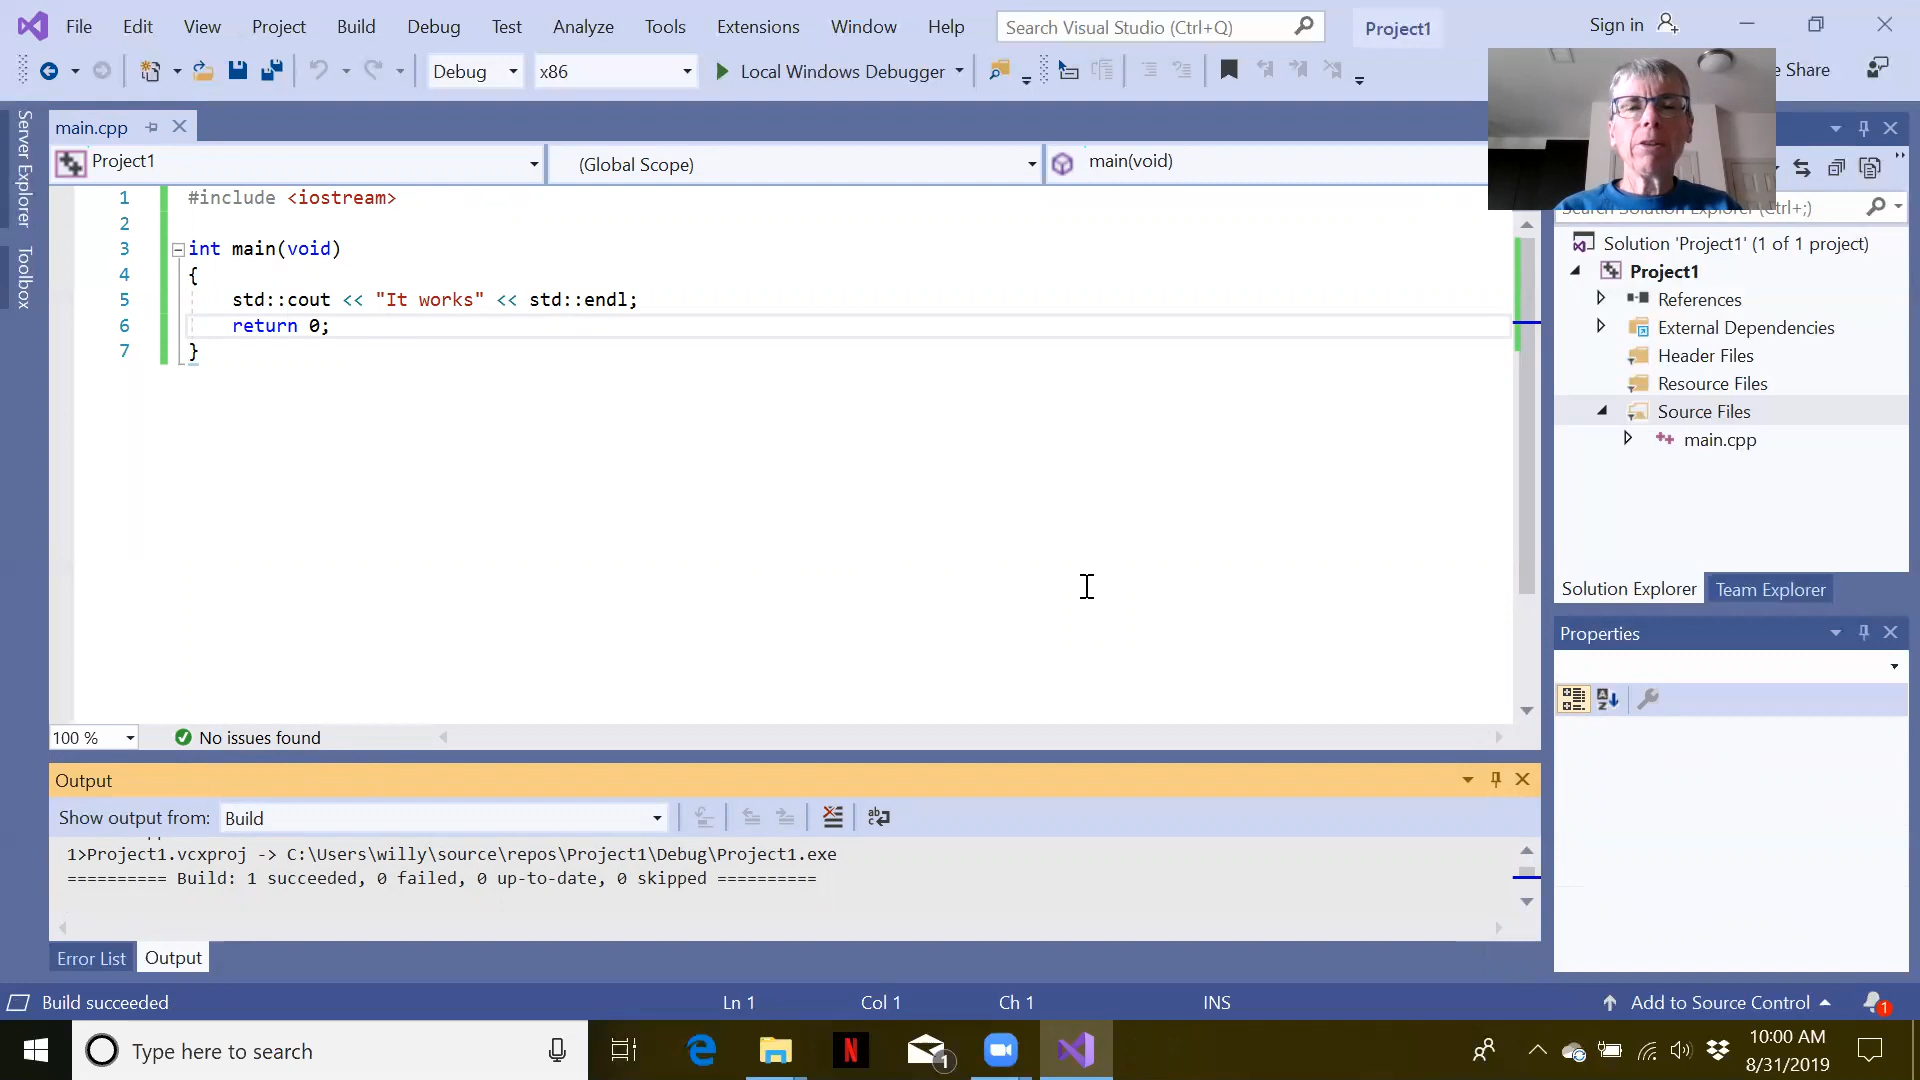 File Edit View Project Build Debug Test Analyze Tools Extensions Window Help Search Visual Studio (Ctrl+Q) Project1 Sign in
Debug x86 Local Windows Debugger Share
Server Explorer
Toolbox
main.cpp
Project1 (Global Scope) main(void)
1 #include <iostream>
2
3 int main(void)
4 {
5 std::cout << "It works" << std::endl;
6 return 0;
7 }
100 % No issues found
Search Solution Explorer (Ctrl+;)
Solution 'Project1' (1 of 1 project)
Project1
References
External Dependencies
Header Files
Resource Files
Source Files
main.cpp
Solution Explorer Team Explorer
Properties
Output
Show output from: Build
1>Project1.vcxproj -> C:\Users\willy\source\repos\Project1\Debug\Project1.exe
========== Build: 1 succeeded, 0 failed, 0 up-to-date, 0 skipped ==========
Error List Output
Build succeeded Ln 1 Col 1 Ch 1 INS Add to Source Control 1
Type here to search 1 10:00 AM
8/31/2019